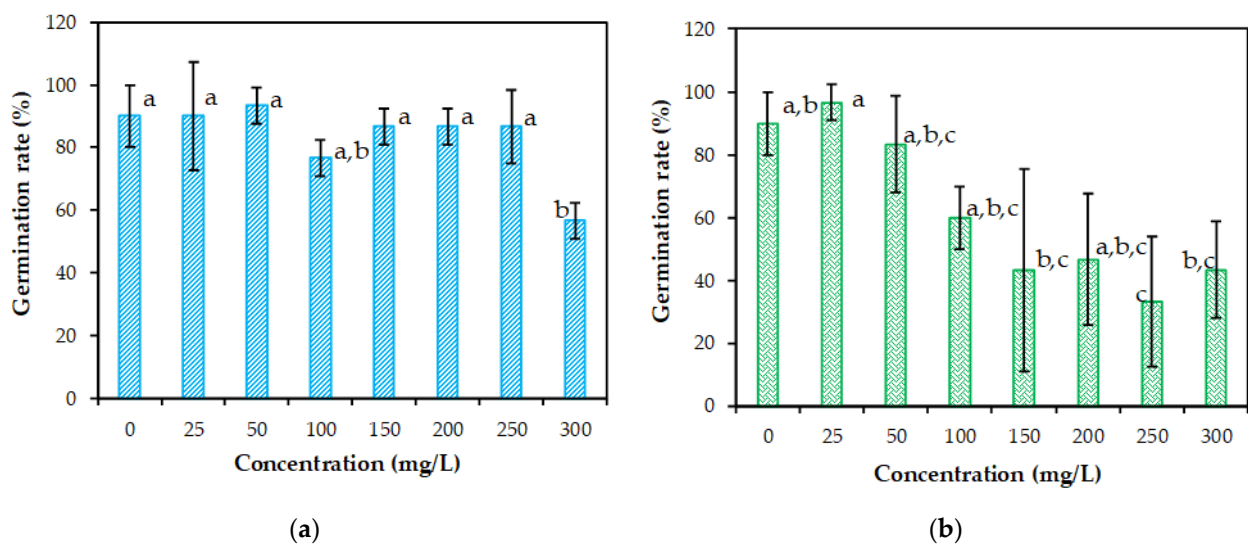 120
100
80
60
40
20
0
Germination rate (%)
a
a
a
a,b
a
a
a
b
0 25 50 100 150 200 250 300
Concentration (mg/L)
(a)
120
100
80
60
40
20
0
Germination rate (%)
a,b
a
a,b,c
a,b,c
b,c
a,b,c
c
b,c
0 25 50 100 150 200 250 300
Concentration (mg/L)
(b)